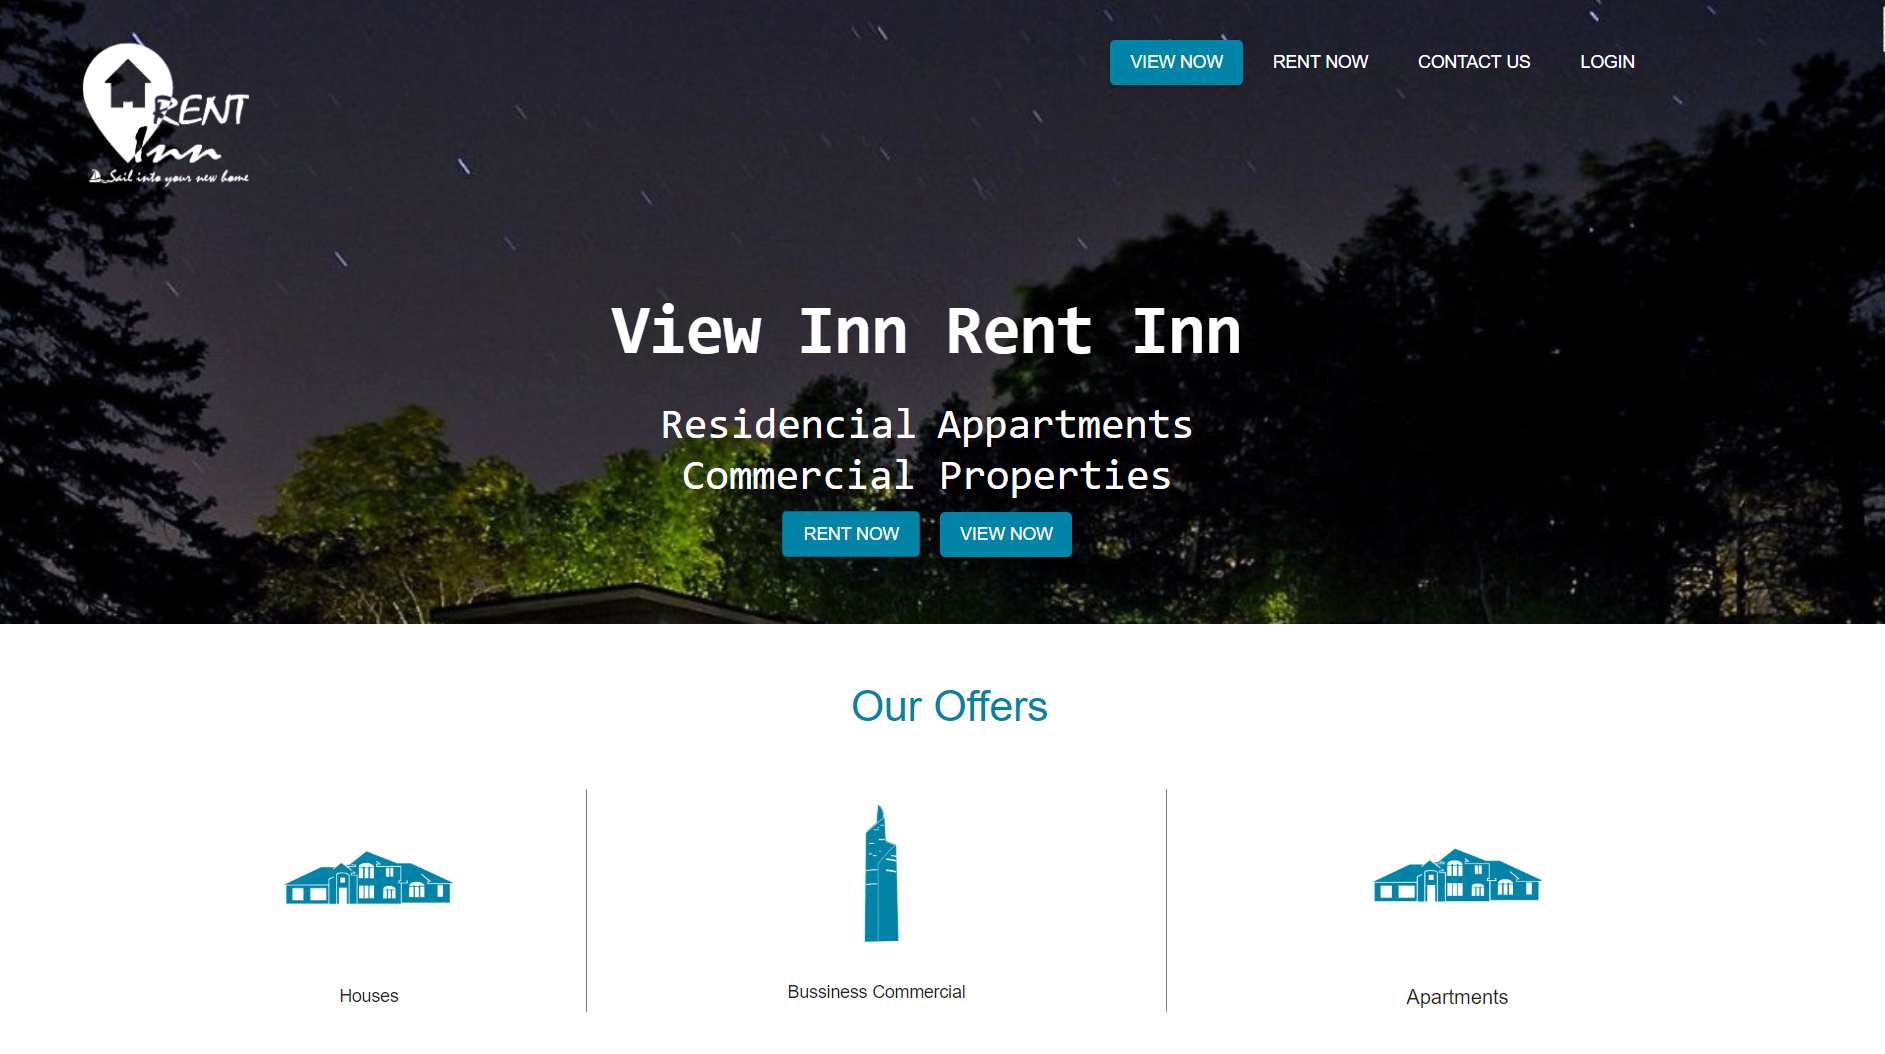 RENT
Inn
Sail into your new home
VIEW NOW
RENT NOW
CONTACT US
LOGIN
View Inn Rent Inn
Residencial Appartments
Commercial Properties
RENT NOW
VIEW NOW
Our Offers
Houses
Bussiness Commercial
Apartments